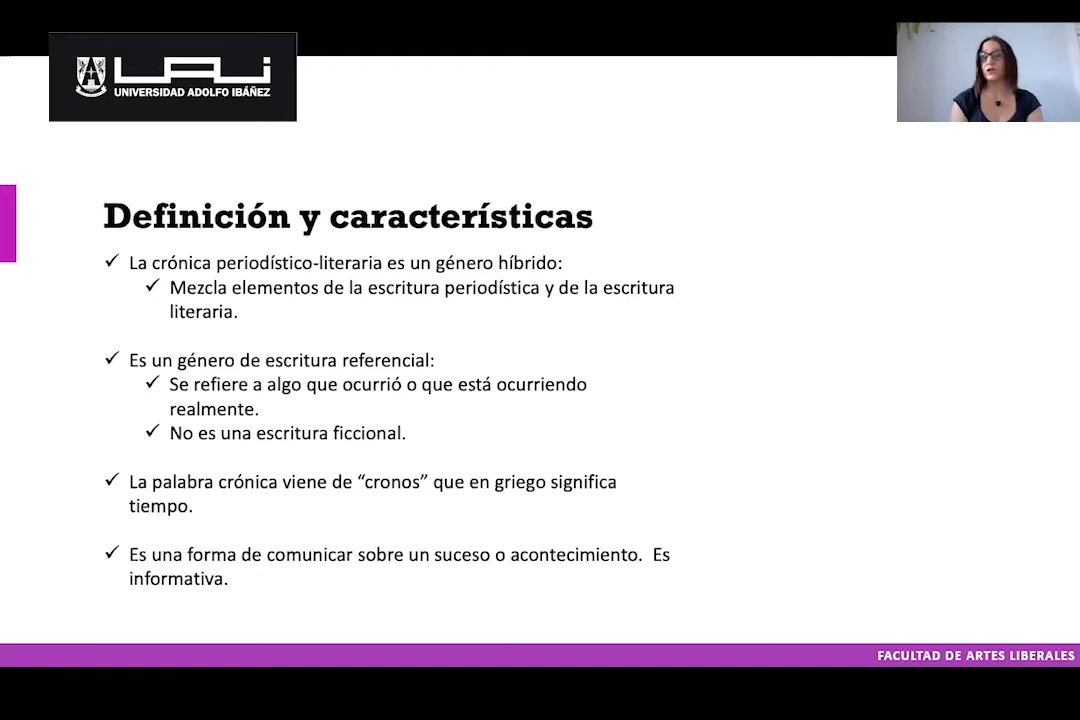 UAI
UNIVERSIDAD ADOLFO IBÁÑEZ
Definición y características
La crónica periodístico-literaria es un género híbrido:
Mezcla elementos de la escritura periodística y de la escritura
literaria.
Es un género de escritura referencial:
Se refiere a algo que ocurrió o que está ocurriendo
realmente.
No es una escritura ficcional.
La palabra crónica viene de “cronos” que en griego significa
tiempo.
Es una forma de comunicar sobre un suceso o acontecimiento.  Es
informativa.
FACULTAD DE ARTES LIBERALES